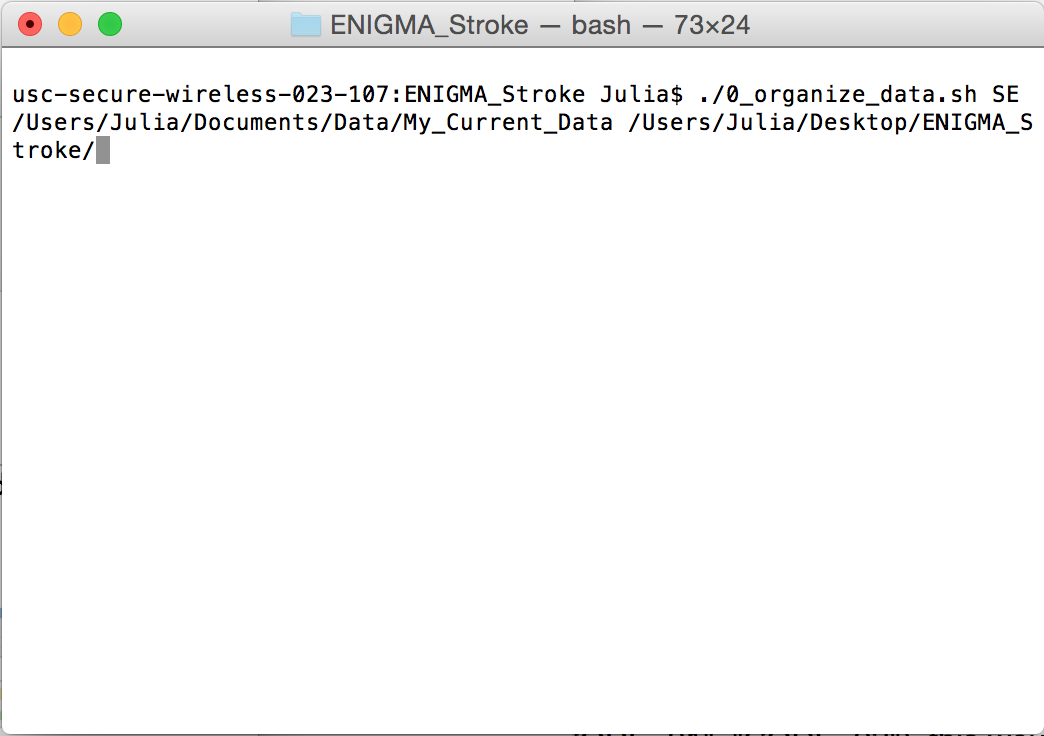 ENIGMA_Stroke — bash — 73×24
usc-secure-wireless-023-107:ENIGMA_Stroke Julia$ ./0_organize_data.sh SE
/Users/Julia/Documents/Data/My_Current_Data /Users/Julia/Desktop/ENIGMA_S
troke/